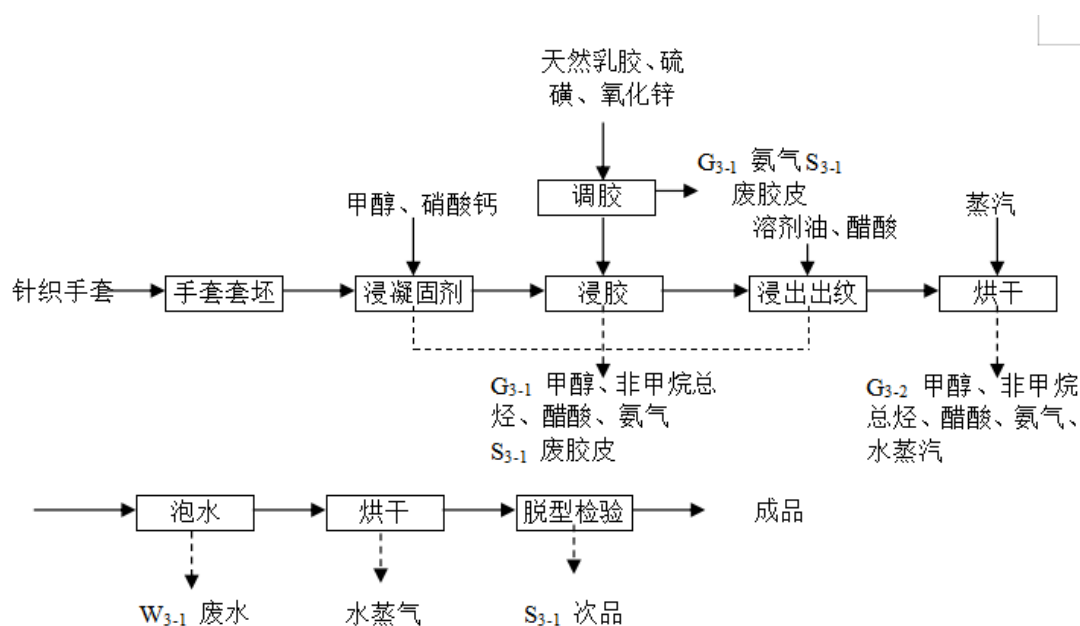 天然乳胶、硫
磺、氧化锌
G3-1 氨气 S3-1
废胶皮
调胶
甲醇、硝酸钙
溶剂油、醋酸
蒸汽
针织手套
手套套坯
浸凝固剂
浸胶
浸出出纹
烘干
G3-1 甲醇、非甲烷总
烃、醋酸、氨气
S3-1 废胶皮
G3-2 甲醇、非甲烷
总烃、醋酸、氨气、
水蒸汽
泡水
烘干
脱型检验
成品
W3-1 废水
水蒸气
S3-1 次品